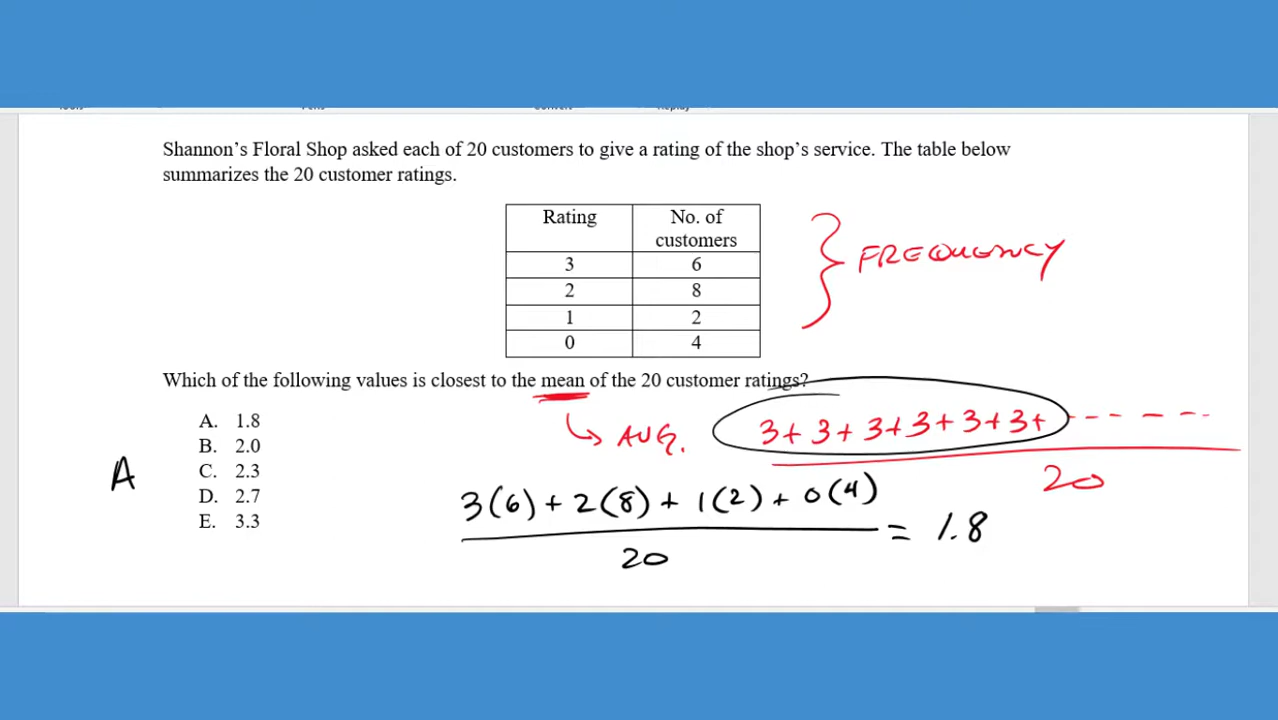 Shannon's Floral Shop asked each of 20 customers to give a rating of the shop's service. The table below
summarizes the 20 customer ratings.
Rating No. of
customers
3 6
2 8
1 2
0 4
} FREQUENCY
Which of the following values is closest to the mean of the 20 customer ratings?
A. 1.8
B. 2.0
C. 2.3
D. 2.7
E. 3.3
A
AVG.
3+ 3+ 3+ 3+ 3+ 3+ - - - - -
20
3(6) + 2(8) + 1(2) + 0(4)
20
= 1.8